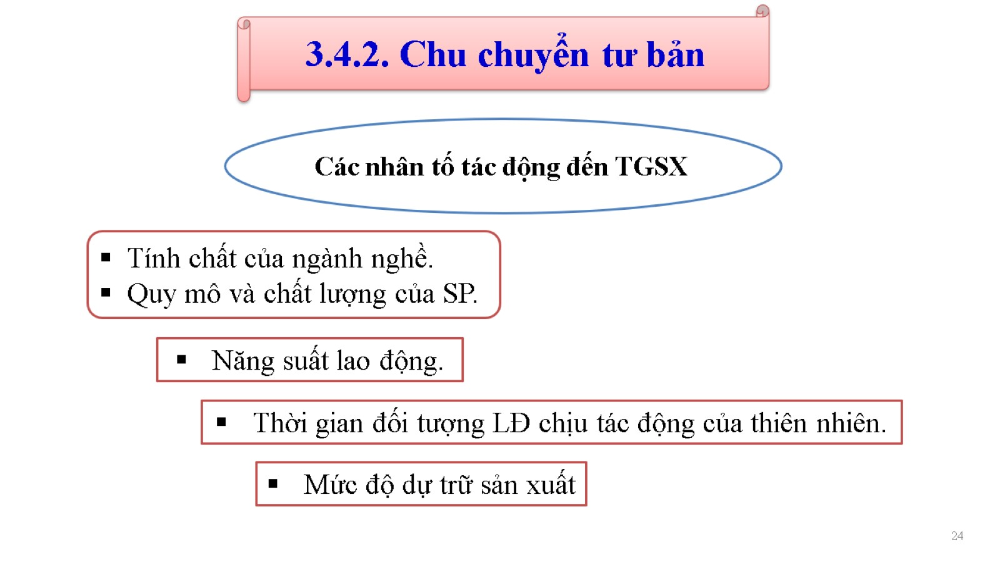 3.4.2. Chu chuyển tư bản
Các nhân tố tác động đến TGSX
▪ Tính chất của ngành nghề.
▪ Quy mô và chất lượng của SP.
▪ Năng suất lao động.
▪ Thời gian đối tượng LĐ chịu tác động của thiên nhiên.
▪ Mức độ dự trữ sản xuất
24